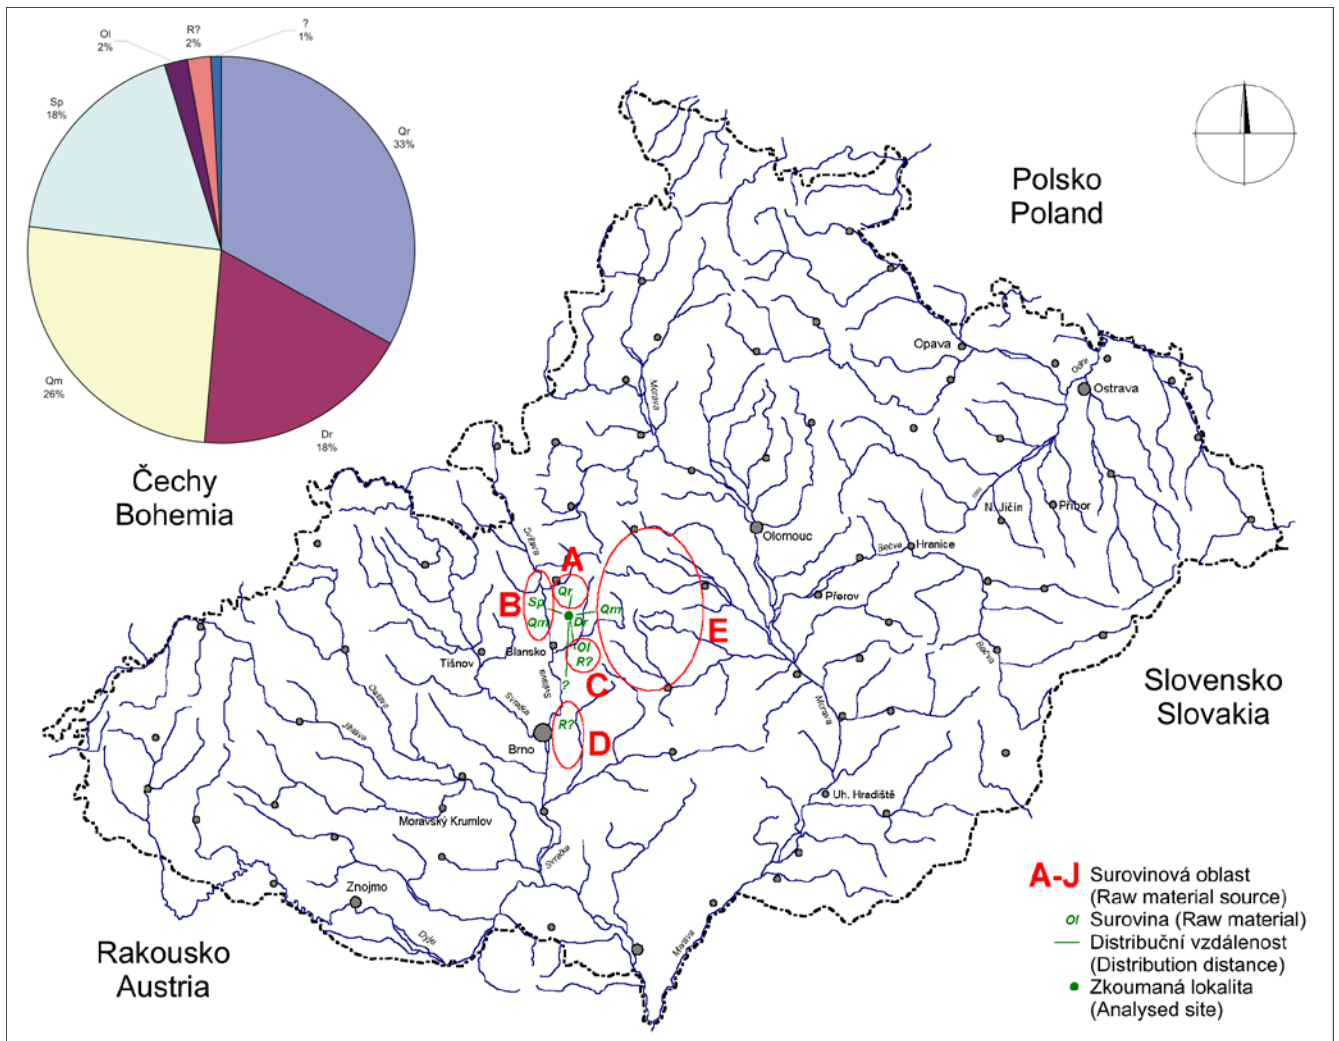 ?
1%
R?
2%
Ol
2%
Sp
18%
Qr
33%
Qm
26%
Dr
18%
Čechy
Bohemia
Polsko
Poland
Slovensko
Slovakia
Rakousko
Austria
Opava
Odra
Ostrava
Morava
N. Jičín
Příbor
Olomouc
Bečva
Hranice
Přerov
Bečva
Svitava
A
Qr
B
Sp
Qm
Qm
Dr
E
Blansko
Ol
R?
C
?
Tišnov
Svitava
Svratka
R?
D
Brno
Oslava
Jihlava
Morava
Uh. Hradiště
Moravský Krumlov
Svratka
Znojmo
Dyje
Morava
A-J Surovinová oblast
(Raw material source)
Ol Surovina (Raw material)
Distribuční vzdálenost
(Distribution distance)
Zkoumaná lokalita
(Analysed site)